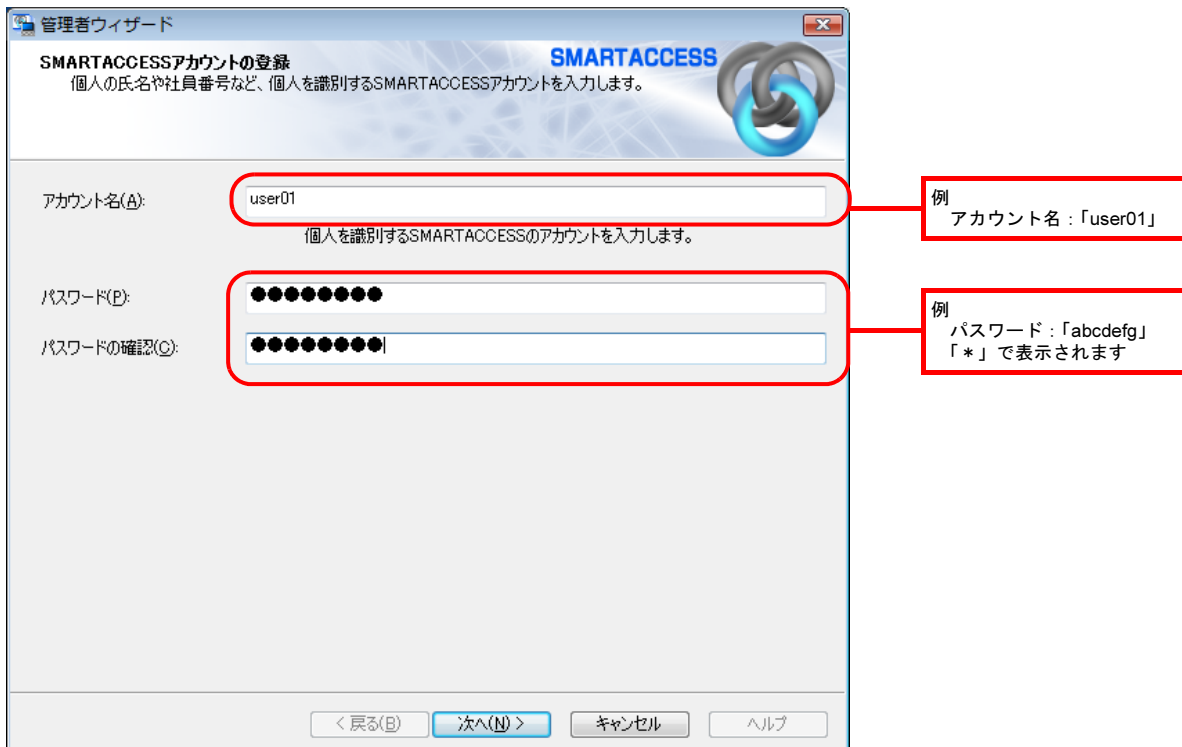 管理者ウィザード
SMARTACCESSアカウントの登録
SMARTACCESS
個人の氏名や社員番号など、個人を識別するSMARTACCESSアカウントを入力します。
アカウント名(A):
user01
個人を識別するSMARTACCESSのアカウントを入力します。
例
アカウント名：「user01」
パスワード(P):
●●●●●●●●
パスワードの確認(C):
●●●●●●●●
例
パスワード：「abcdefg」
「＊」で表示されます
< 戻る(B)
次へ(N) >
キャンセル
ヘルプ